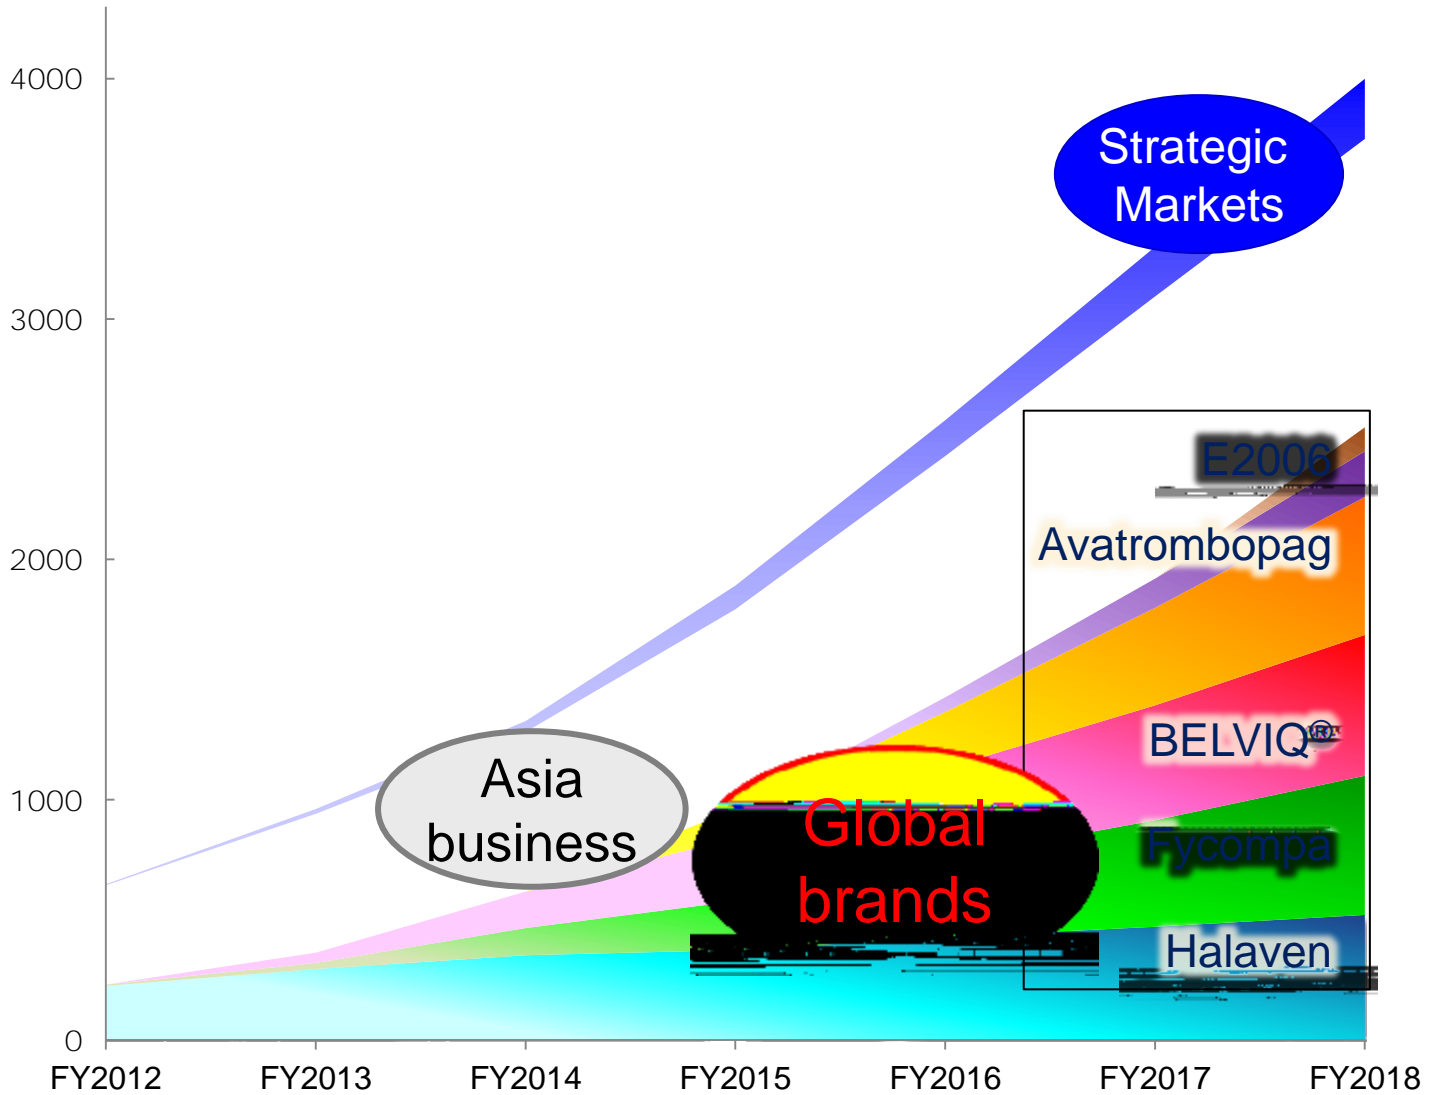 4000
3000
2000
1000
0
Strategic
Markets
E2006
Avatrombopag
BELVIQ®
Fycompa
Halaven
Asia
business
Global
brands
FY2012 FY2013 FY2014 FY2015 FY2016 FY2017 FY2018